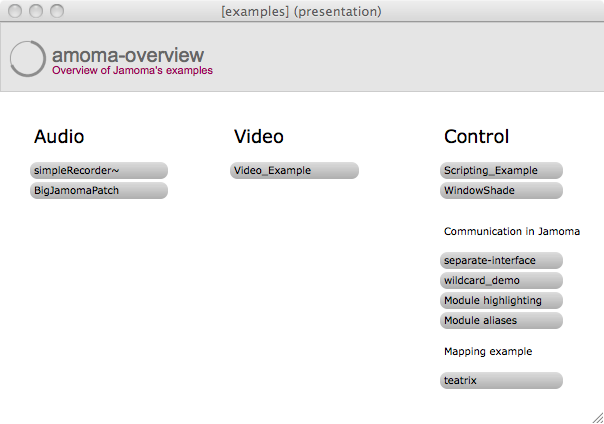 [examples] (presentation)
amoma-overview
Overview of Jamoma's examples
Audio
simpleRecorder~
BigJamomaPatch
Video
Video_Example
Control
Scripting_Example
WindowShade
Communication in Jamoma
separate-interface
wildcard_demo
Module highlighting
Module aliases
Mapping example
teatrix